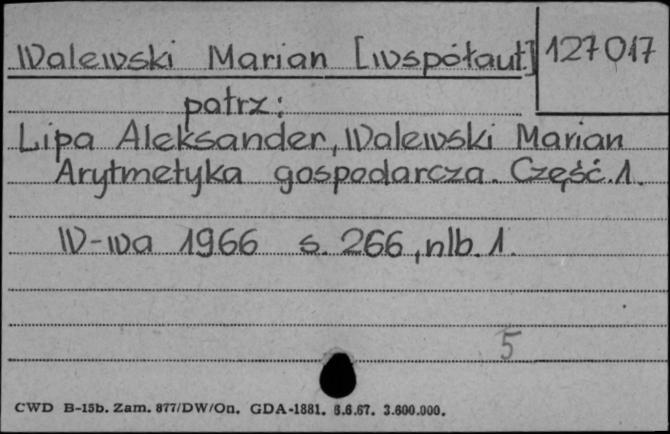 Walewski Marian [współaut.] 127017
patrz:
Lipa Aleksander, Walewski Marian
Arytmetyka gospodarcza. Część.1.
W-wa 1966 s. 266, nlb. 1.
5
CWD B-15b. Zam. 877/DW/On. GDA-1881. 6.6.67. 3.600.000.